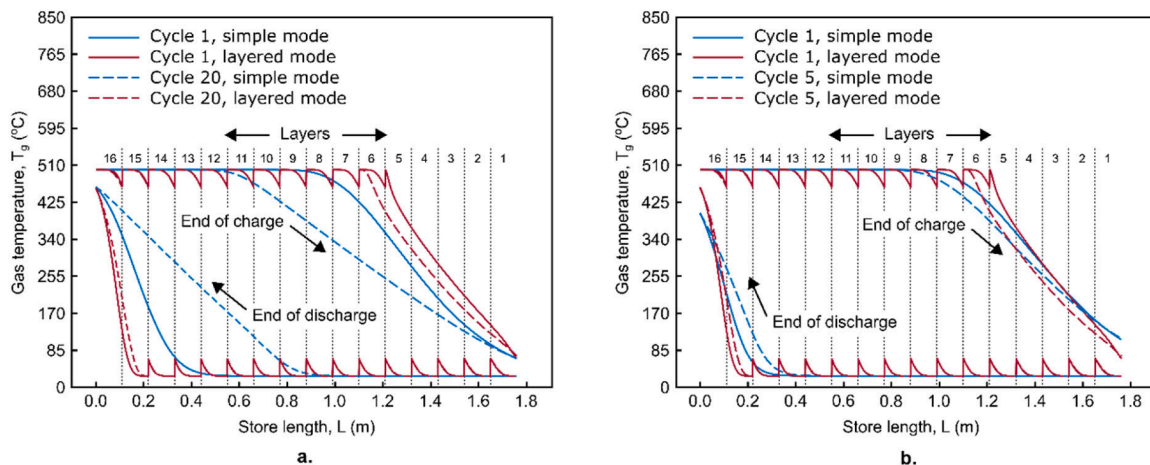 850
765
680
595
510
425
340
255
170
85
0
Gas temperature, Tg (°C)
Cycle 1, simple mode
Cycle 1, layered mode
Cycle 20, simple mode
Cycle 20, layered mode
Layers
16 15 14 13 12 11 10 9 8 7 6 5 4 3 2 1
End of charge
End of discharge
0.0 0.2 0.4 0.6 0.8 1.0 1.2 1.4 1.6 1.8
Store length, L (m)
a.
850
765
680
595
510
425
340
255
170
85
0
Gas temperature, Tg (°C)
Cycle 1, simple mode
Cycle 1, layered mode
Cycle 5, simple mode
Cycle 5, layered mode
Layers
16 15 14 13 12 11 10 9 8 7 6 5 4 3 2 1
End of charge
End of discharge
0.0 0.2 0.4 0.6 0.8 1.0 1.2 1.4 1.6 1.8
Store length, L (m)
b.